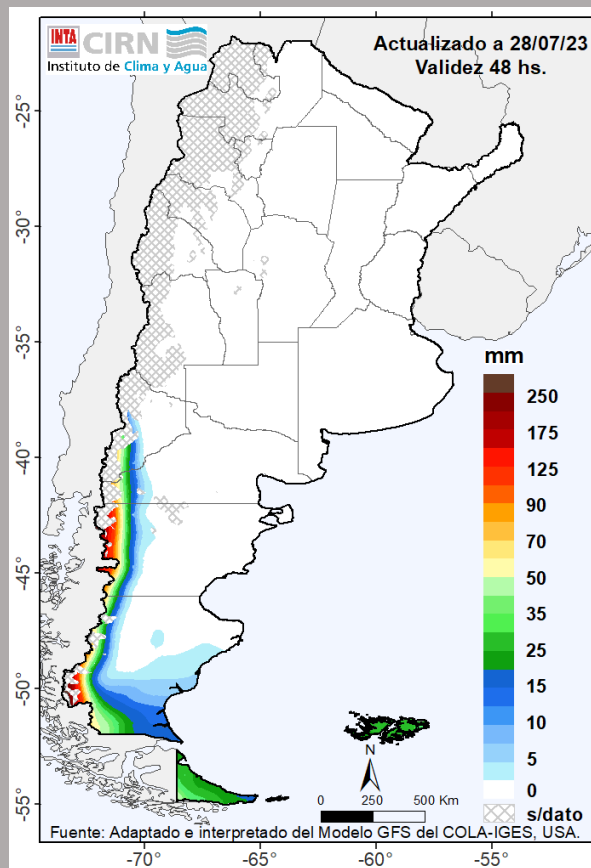 INTA CIRN
Instituto de Clima y Agua
Actualizado a 28/07/23
Validez 48 hs.
-25°
-30°
-35°
-40°
-45°
-50°
-55°
mm
250
175
125
90
70
50
35
25
15
10
5
0
s/dato
N
0 250 500 Km
Fuente: Adaptado e interpretado del Modelo GFS del COLA-IGES, USA.
-70° -65° -60° -55°